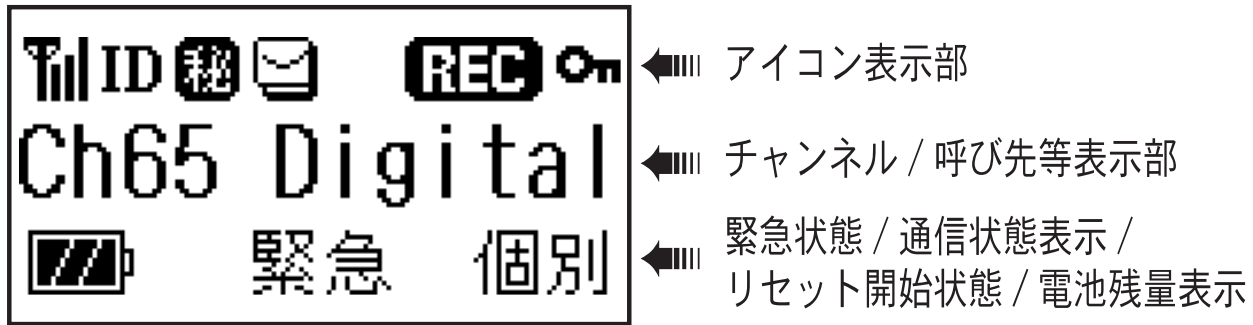 ID 秘 REC アイコン表示部
Ch65 Digital チャンネル / 呼び先等表示部
緊急 個別 緊急状態 / 通信状態表示 /
リセット開始状態 / 電池残量表示